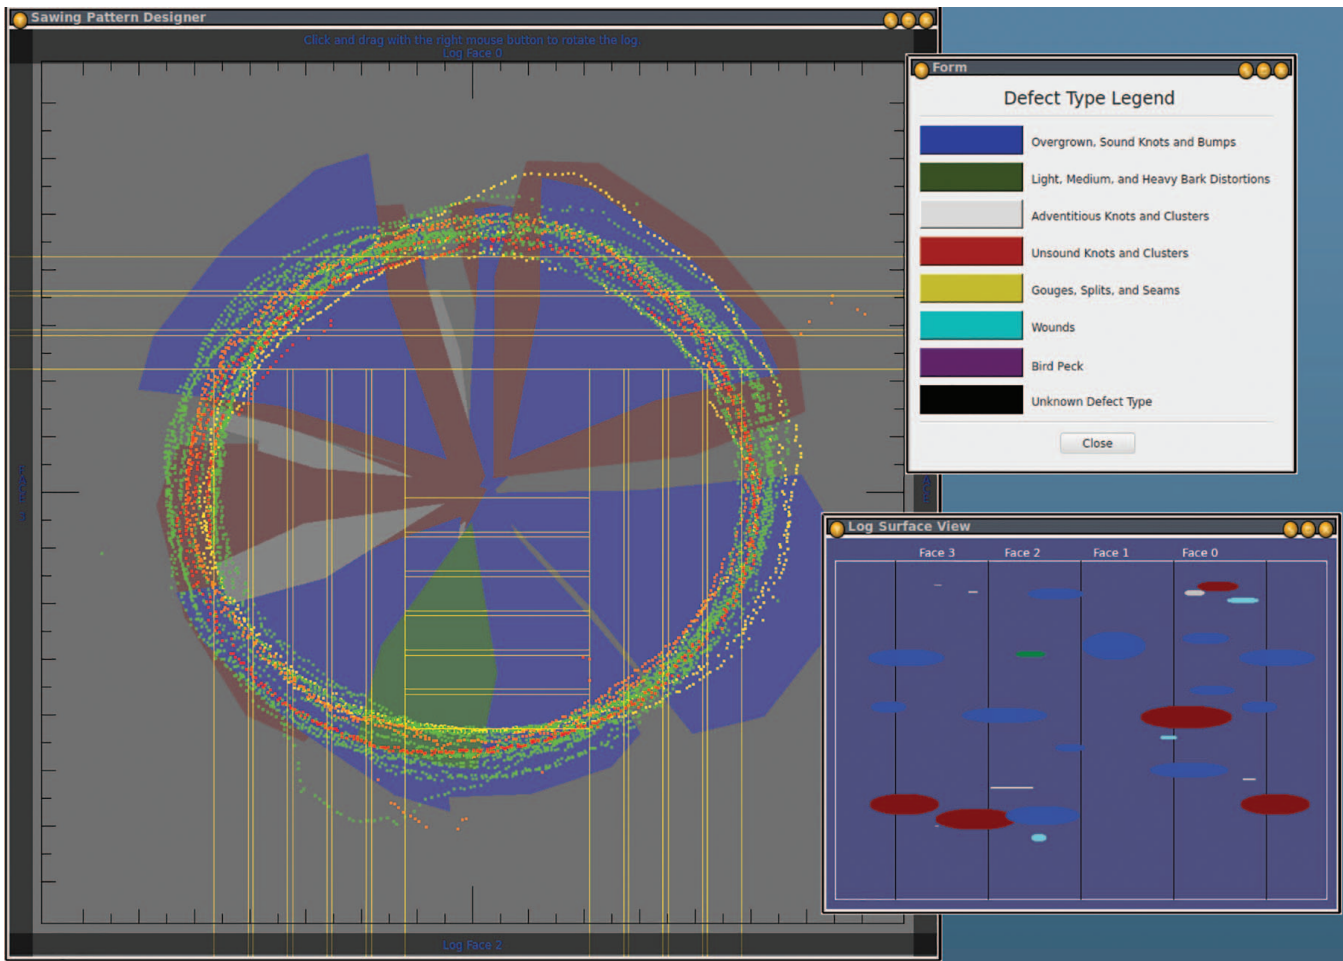 Sawing Pattern Designer
Click and drag with the right mouse button to rotate the log
Log Face 0
Log Face 2
Form
Defect Type Legend
Overgrown, Sound Knots and Bumps
Light, Medium, and Heavy Bark Distortions
Adventitious Knots and Clusters
Unsound Knots and Clusters
Gouges, Splits, and Seams
Wounds
Bird Peck
Unknown Defect Type
Close
Log Surface View
Face 3 Face 2 Face 1 Face 0